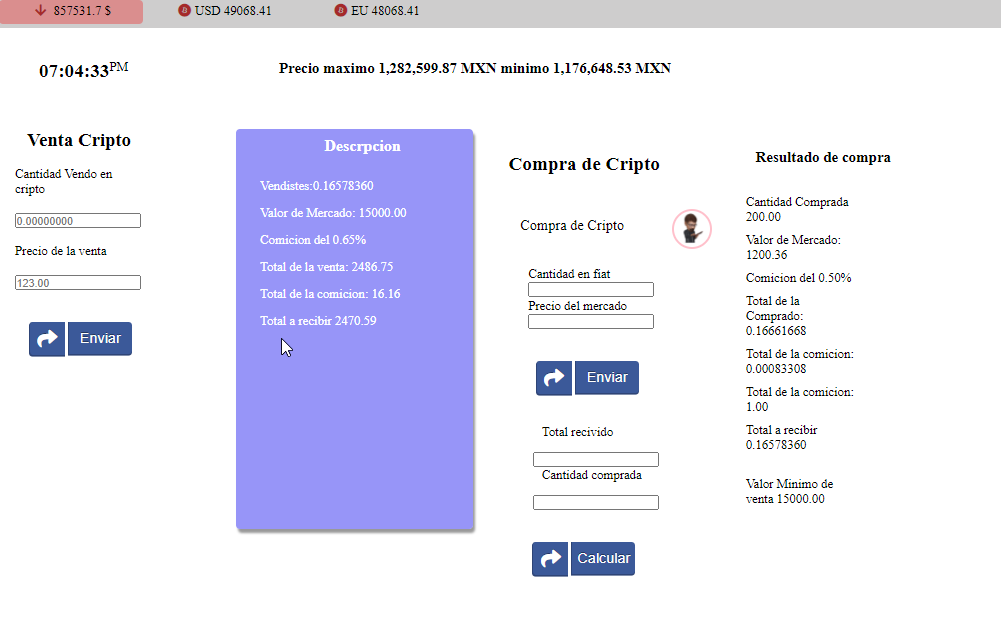 857531.7 $
USD 49068.41
EU 48068.41
07:04:33PM
Precio maximo 1,282,599.87 MXN minimo 1,176,648.53 MXN
Venta Cripto
Cantidad Vendo en
cripto
0.00000000
Precio de la venta
123.00
Enviar
Descrpcion
Vendistes:0.16578360
Valor de Mercado: 15000.00
Comicion del 0.65%
Total de la venta: 2486.75
Total de la comicion: 16.16
Total a recibir 2470.59
Compra de Cripto
Compra de Cripto
Cantidad en fiat
Precio del mercado
Enviar
Total recivido
Cantidad comprada
Calcular
Resultado de compra
Cantidad Comprada
200.00
Valor de Mercado:
1200.36
Comicion del 0.50%
Total de la
Comprado:
0.16661668
Total de la comicion:
0.00083308
Total de la comicion:
1.00
Total a recibir
0.16578360
Valor Minimo de
venta 15000.00